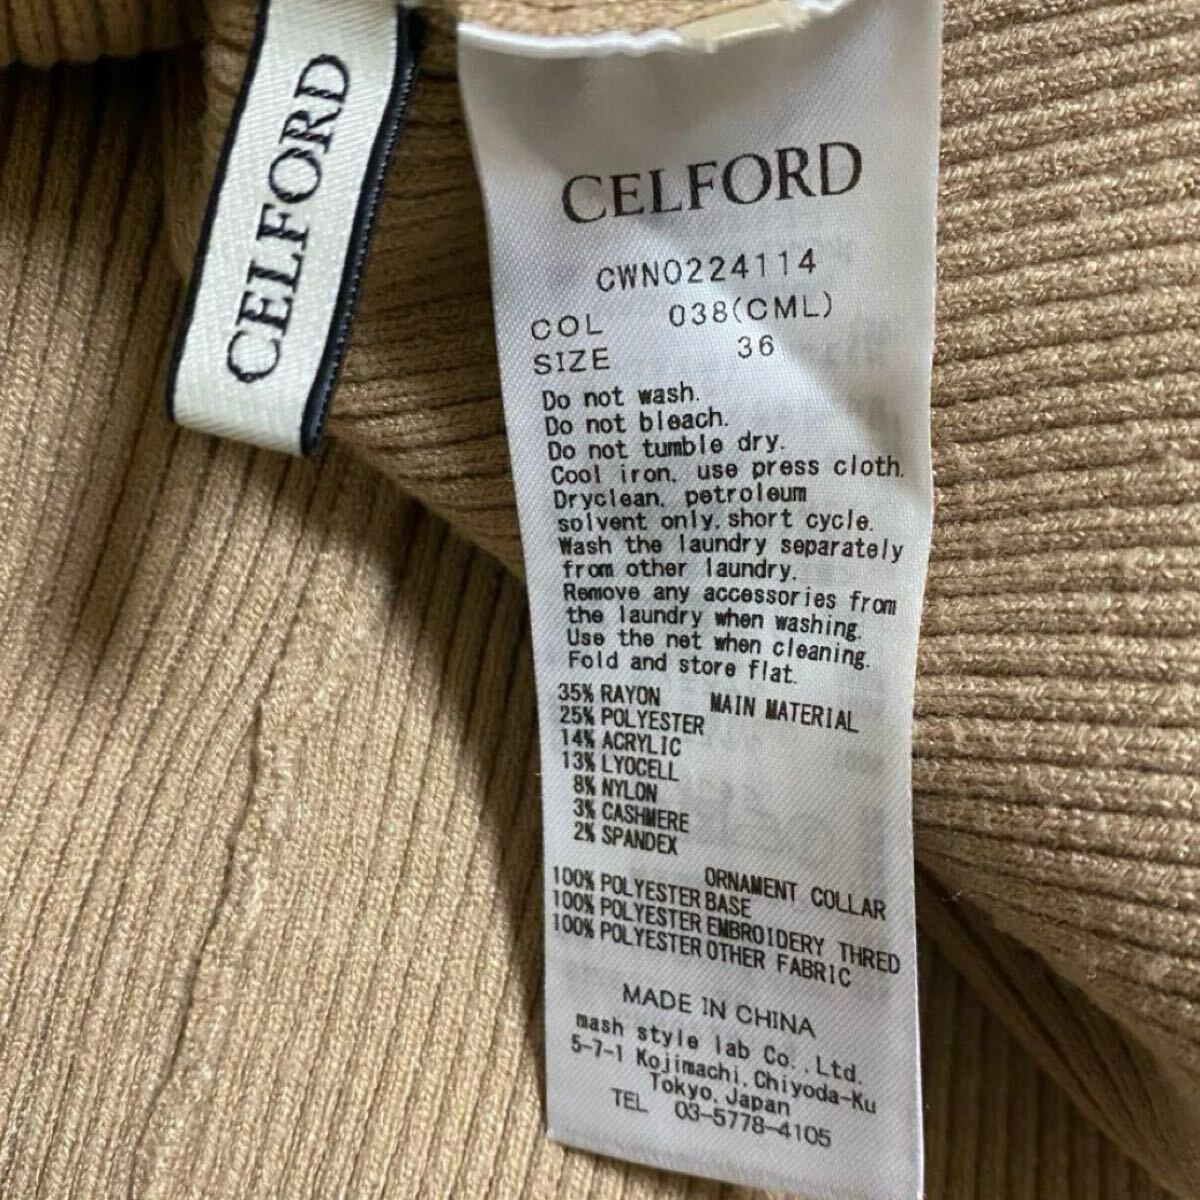 CELFORD
CELFORD
CWNO224114
COL 038(CML)
SIZE 36
Do not wash.
Do not bleach.
Do not tumble dry.
Cool iron, use press cloth.
Dryclean, petroleum
solvent only,short cycle.
Wash the laundry separately
from other laundry.
Remove any accessories from
the laundry when washing.
Use the net when cleaning.
Fold and store flat.
35% RAYON MAIN MATERIAL
25% POLYESTER
14% ACRYLIC
13% LYOCELL
8% NYLON
3% CASHMERE
2% SPANDEX
ORNAMENT COLLAR
100% POLYESTER BASE
100% POLYESTER EMBROIDERY THRED
100% POLYESTER OTHER FABRIC
MADE IN CHINA
mash style lab Co.,Ltd.
5-7-1 Kojimachi,Chiyoda-Ku
Tokyo,Japan
TEL 03-5778-4105